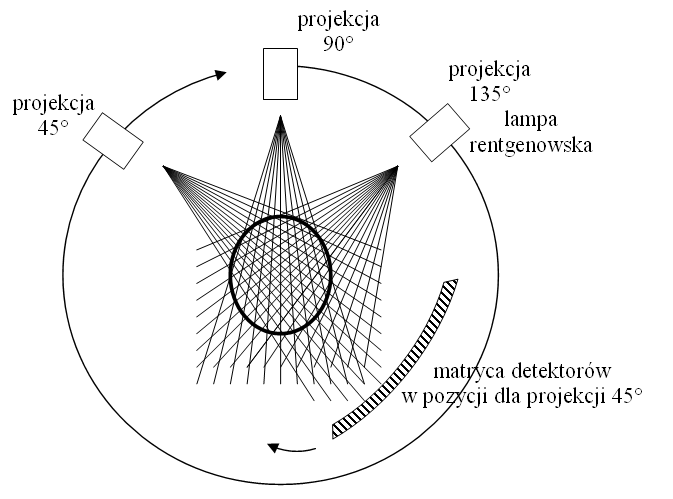 projekcja
90°
projekcja
45°
projekcja
135°
lampa
rentgenowska
matryca detektorów
w pozycji dla projekcji 45°